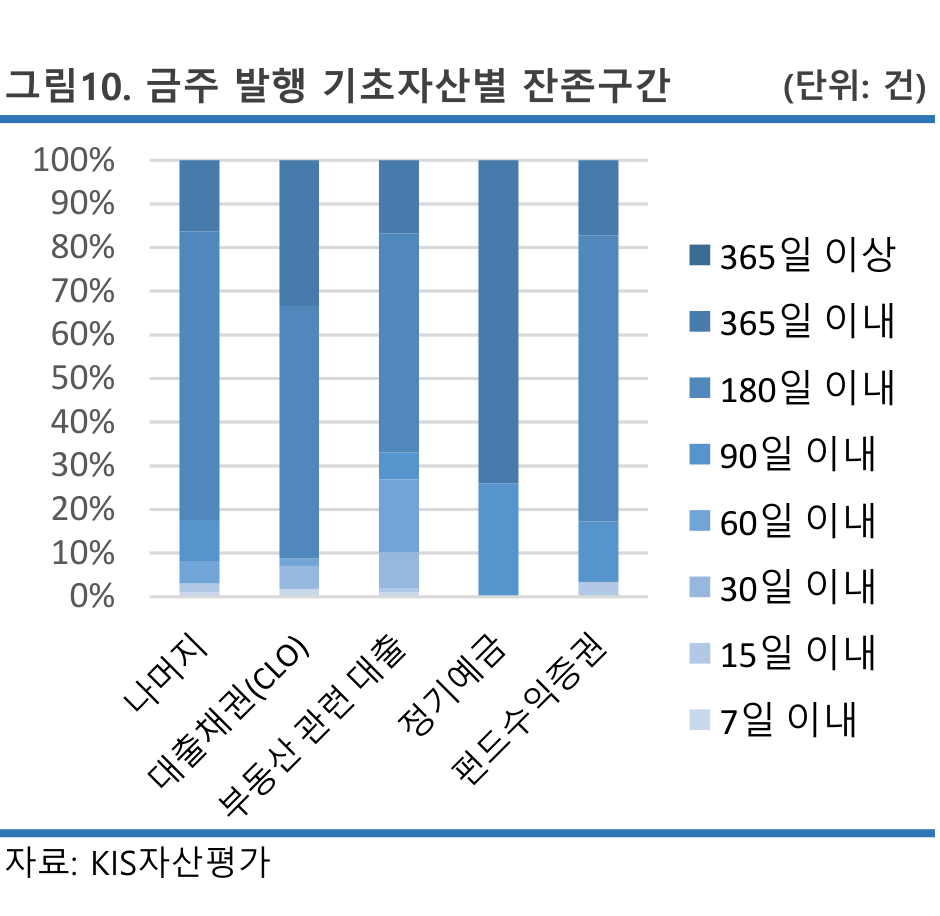 그림10. 금주 발행 기초자산별 잔존구간 (단위: 건)
100%
90%
80%
70%
60%
50%
40%
30%
20%
10%
0%
나머지
대출채권(CLO)
부동산 관련 대출
정기예금
펀드수익증권
365일 이상
365일 이내
180일 이내
90일 이내
60일 이내
30일 이내
15일 이내
7일 이내
자료: KIS자산평가